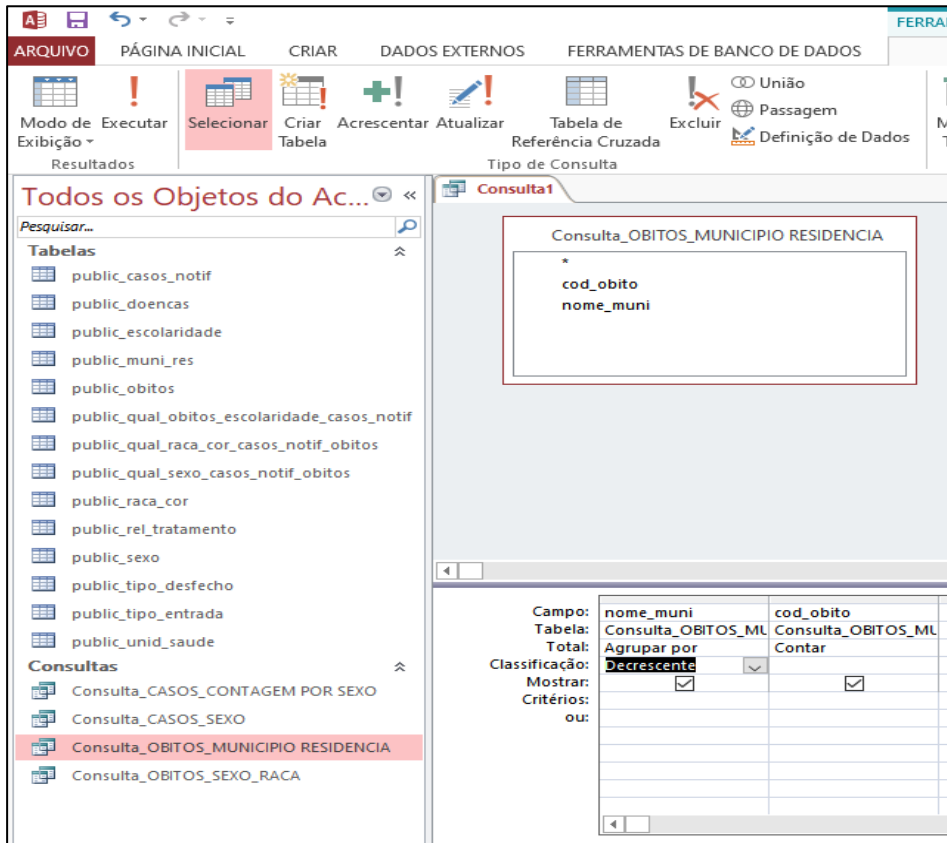 FERRA
ARQUIVO PÁGINA INICIAL CRIAR DADOS EXTERNOS FERRAMENTAS DE BANCO DE DADOS
Modo de Exibição
Executar
Resultados
Selecionar
Criar Tabela
Acrescentar
Atualizar
Tabela de Referência Cruzada
Excluir
União
Passagem
Definição de Dados
Tipo de Consulta
M
T
Todos os Objetos do Ac...
Pesquisar...
Tabelas
public_casos_notif
public_doencas
public_escolaridade
public_muni_res
public_obitos
public_qual_obitos_escolaridade_casos_notif
public_qual_raca_cor_casos_notif_obitos
public_qual_sexo_casos_notif_obitos
public_raca_cor
public_rel_tratamento
public_sexo
public_tipo_desfecho
public_tipo_entrada
public_unid_saude
Consultas
Consulta_CASOS_CONTAGEM POR SEXO
Consulta_CASOS_SEXO
Consulta_OBITOS_MUNICIPIO RESIDENCIA
Consulta_OBITOS_SEXO_RACA
Consulta1
Consulta_OBITOS_MUNICIPIO RESIDENCIA
*
cod_obito
nome_muni
Campo: nome_muni cod_obito
Tabela: Consulta_OBITOS_MU Consulta_OBITOS_MU
Total: Agrupar por Contar
Classificação: Decrescente
Mostrar:
Critérios:
ou: